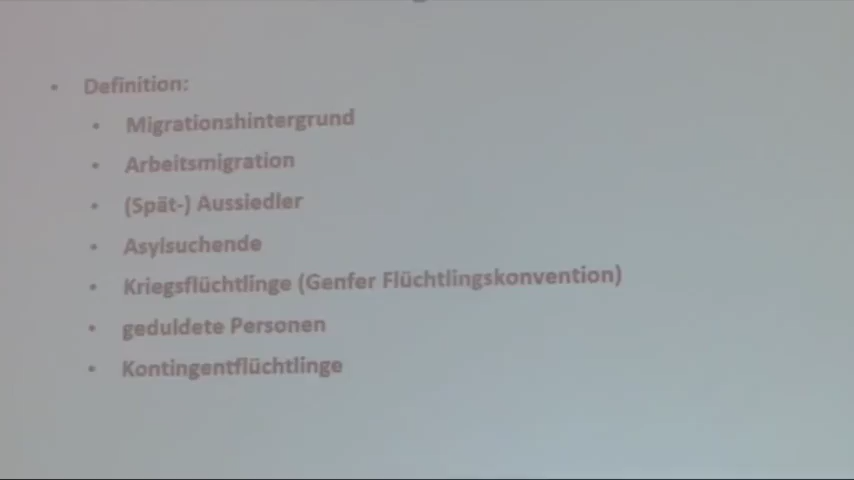 • Definition:
• Migrationshintergrund
• Arbeitsmigration
• (Spät-) Aussiedler
• Asylsuchende
• Kriegsflüchtlinge (Genfer Flüchtlingskonvention)
• geduldete Personen
• Kontingentflüchtlinge